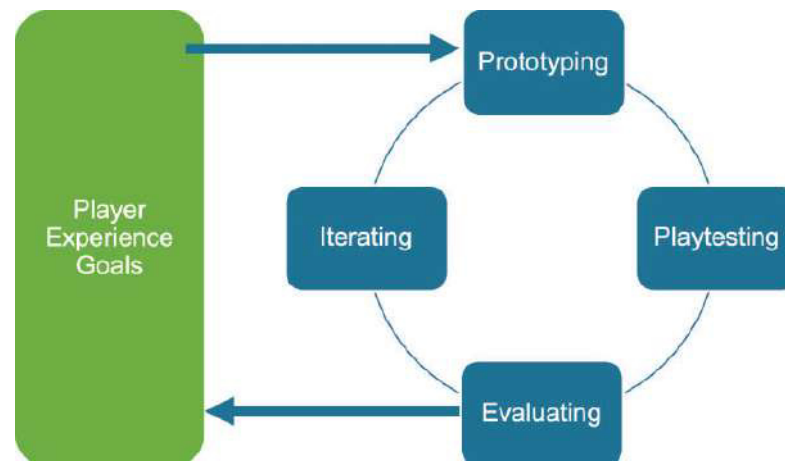 Prototyping
Player
Experience
Goals
Iterating
Playtesting
Evaluating